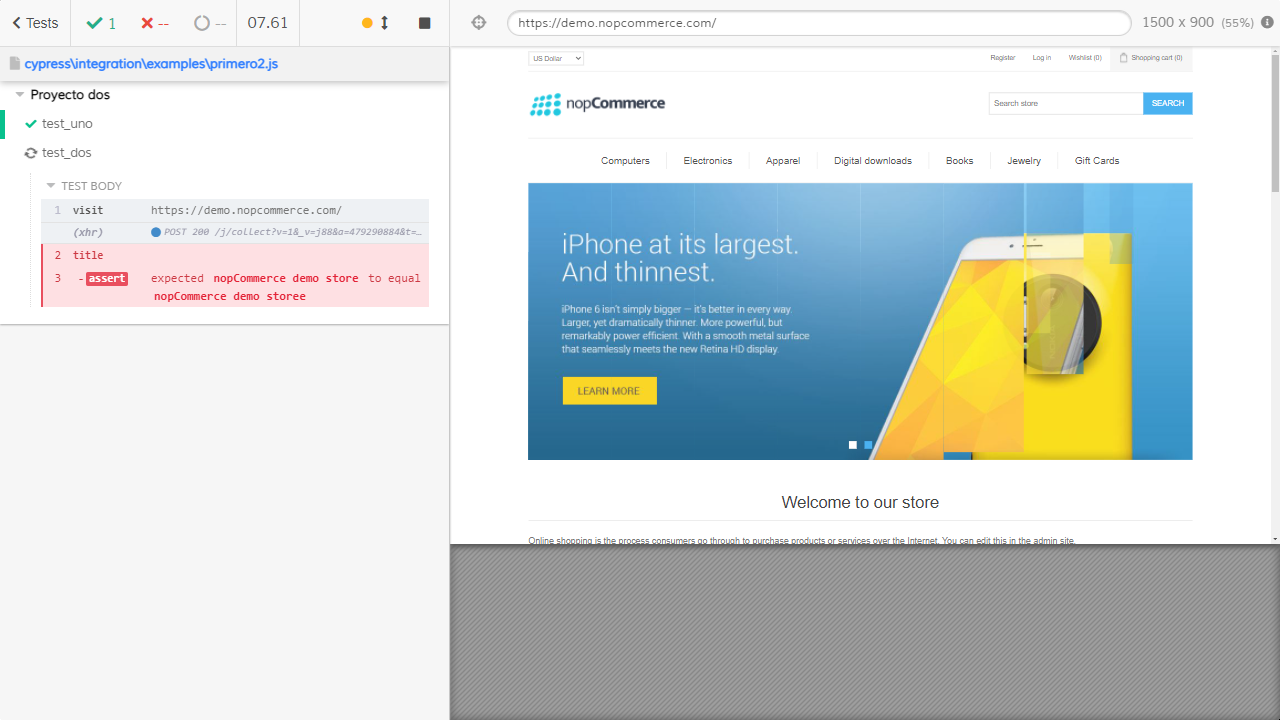 Tests
1
--
--
07.61
https://demo.nopcommerce.com/
1500 x 900 (55%)
cypress\integration\examples\primero2.js
Proyecto dos
test_uno
test_dos
TEST BODY
1 visit https://demo.nopcommerce.com/
(xhr) POST 200 /j/collect?v=1&_v=j88&a=479290884&t=…
2 title
3 -assert expected nopCommerce demo store to equal
nopCommerce demo storee
US Dollar
Register Log in Wishlist (0) Shopping cart (0)
nopCommerce
Search store SEARCH
Computers Electronics Apparel Digital downloads Books Jewelry Gift Cards
iPhone at its largest.
And thinnest.
iPhone 6 isn't simply bigger – it's better in every way.
Larger, yet dramatically thinner. More powerful, but
remarkably power efficient. With a smooth metal surface
that seamlessly meets the new Retina HD display.
LEARN MORE
Welcome to our store
Online shopping is the process consumers go through to purchase products or services over the Internet. You can edit this in the admin site.